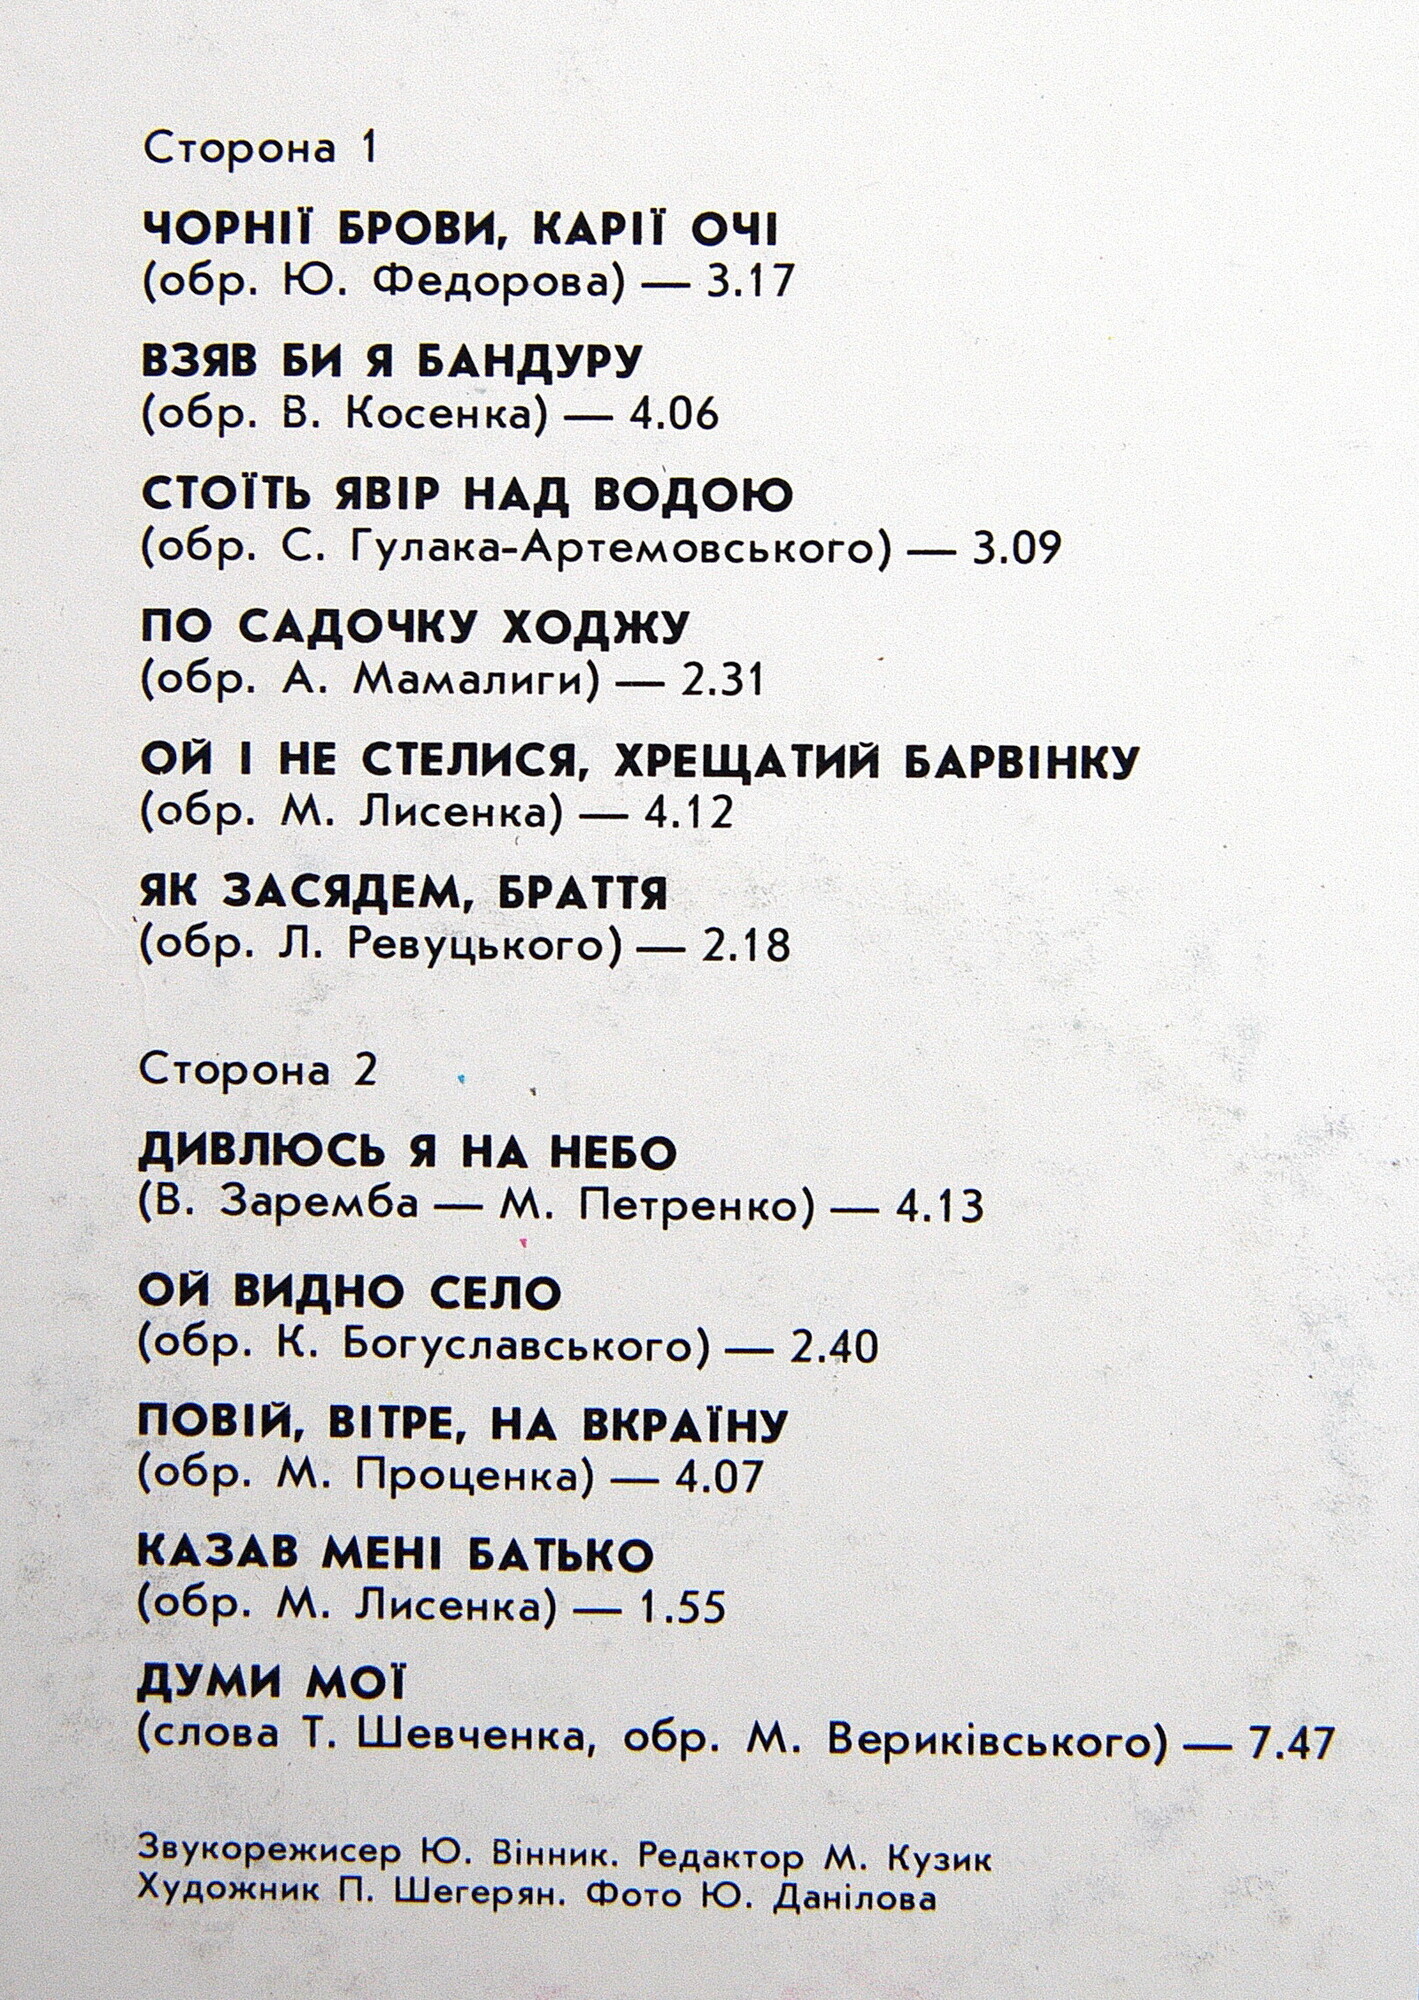 Сторона 1
ЧОРНІЇ БРОВИ, КАРІЇ ОЧІ
(обр. Ю. Федорова) — 3.17
ВЗЯВ БИ Я БАНДУРУ
(обр. В. Косенка) — 4.06
СТОЇТЬ ЯВІР НАД ВОДОЮ
(обр. С. Гулака-Артемовського) — 3.09
ПО САДОЧКУ ХОДЖУ
(обр. А. Мамалиги) — 2.31
ОЙ І НЕ СТЕЛИСЯ, ХРЕЩАТИЙ БАРВІНКУ
(обр. М. Лисенка) — 4.12
ЯК ЗАСЯДЕМ, БРАТТЯ
(обр. Л. Ревуцького) — 2.18
Сторона 2
ДИВЛЮСЬ Я НА НЕБО
(В. Заремба — М. Петренко) — 4.13
ОЙ ВИДНО СЕЛО
(обр. К. Богуславського) — 2.40
ПОВІЙ, ВІТРЕ, НА ВКРАЇНУ
(обр. М. Проценка) — 4.07
КАЗАВ МЕНІ БАТЬКО
(обр. М. Лисенка) — 1.55
ДУМИ МОЇ
(слова Т. Шевченка, обр. М. Вериківського) — 7.47
Звукорежисер Ю. Вінник. Редактор М. Кузик
Художник П. Шегерян. Фото Ю. Данілова